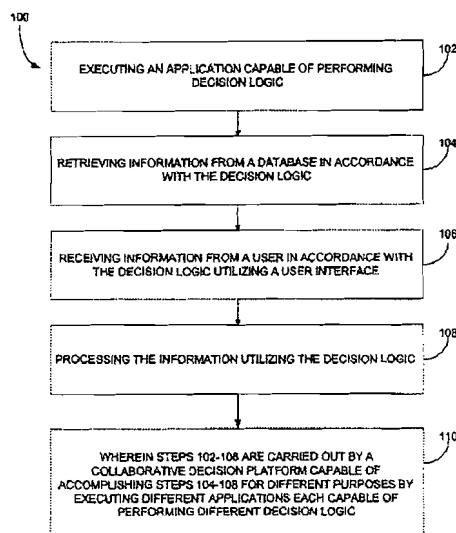 100
102
EXECUTING AN APPLICATION CAPABLE OF PERFORMING
DECISION LOGIC
104
RETRIEVING INFORMATION FROM A DATABASE IN ACCORDANCE
WITH THE DECISION LOGIC
106
RECEIVING INFORMATION FROM A USER IN ACCORDANCE WITH
THE DECISION LOGIC UTILIZING A USER INTERFACE
108
PROCESSING THE INFORMATION UTILIZING THE DECISION LOGIC
110
WHEREIN STEPS 102-108 ARE CARRIED OUT BY A
COLLABORATIVE DECISION PLATFORM CAPABLE OF
ACCOMPLISHING STEPS 104-108 FOR DIFFERENT PURPOSES BY
EXECUTING DIFFERENT APPLICATIONS EACH CAPABLE OF
PERFORMING DIFFERENT DECISION LOGIC